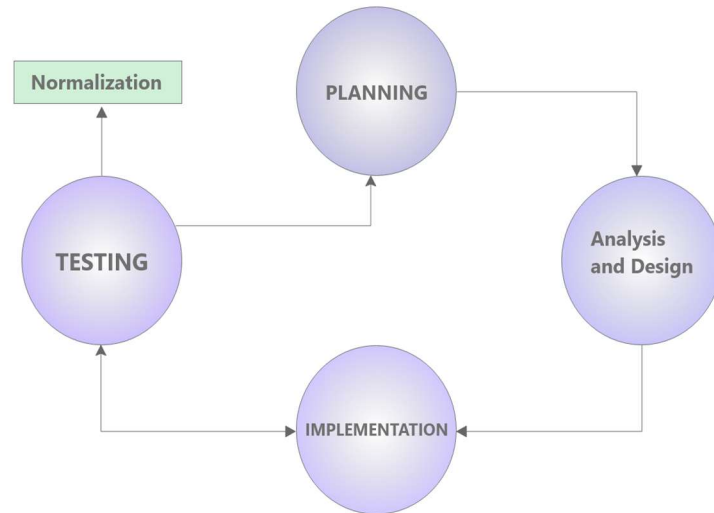 Normalization
PLANNING
TESTING
Analysis
and Design
IMPLEMENTATION